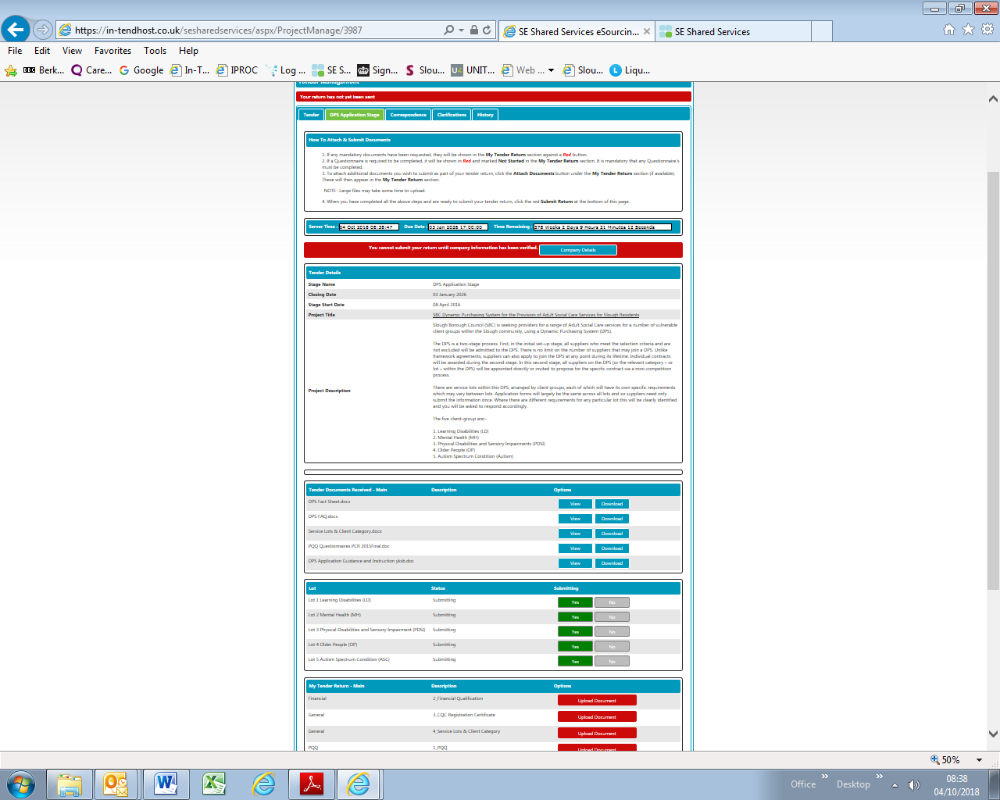 https://in-tendhost.co.uk/sesharedservices/aspx/ProjectManage/3987
SE Shared Services eSourcin...
SE Shared Services
File Edit View Favorites Tools Help
BBC Berk... Care... Google In-T... IPROC Log ... SE S... Sign... Slou... U4 UNIT... Web ... Slou... Liqu...
Tender Management
Your return has not yet been sent
Tender DPS Application Stage Correspondence Clarifications History
How To Attach & Submit Documents
1. If any mandatory documents have been requested, they will be shown in the My Tender Return section against a Red button.
2. If a Questionnaire is required to be completed, it will be shown in Red and marked Not Started in the My Tender Return section. It is mandatory that any Questionnaire's
must be completed.
3. To attach additional documents you wish to submit as part of your tender return, click the Attach Documents button under the My Tender Return section (if available).
These will then appear in the My Tender Return section.
NOTE : Large files may take some time to upload.
4. When you have completed all the above steps and are ready to submit your tender return, click the red Submit Return at the bottom of this page.
Server Time : 04 Oct 2018 08:38:47 Due Date : 03 Jan 2026 17:00:00 Time Remaining : 378 Weeks 2 Days 9 Hours 21 Minutes 12 Seconds
You cannot submit your return until company information has been verified. Company Details
Tender Details
Stage Name DPS Application Stage
Closing Date 03 January 2026
Stage Start Date 08 April 2016
Project Title SBC Dynamic Purchasing System for the Provision of Adult Social Care Services for Slough Residents
Slough Borough Council (SBC) is seeking providers for a range of Adult Social Care services for a number of vulnerable
client groups within the Slough community, using a Dynamic Purchasing System (DPS).
The DPS is a two-stage process. First, in the initial set-up stage, all suppliers who meet the selection criteria and are
not excluded will be admitted to the DPS. There is no limit on the number of suppliers that may join a DPS. Unlike
framework agreements, suppliers can also apply to join the DPS at any point during its lifetime. Individual contracts
will be awarded during the second stage. In this second stage, all suppliers on the DPS (or the relevant category – or
lot – within the DPS) will be appointed directly or invited to propose for the specific contract via a mini-competition
process.
Project Description
There are service lots within this DPS, arranged by client groups, each of which will have its own specific requirements
which may vary between lots. Application forms will largely be the same across all lots and so suppliers need only
submit the information once. Where there are different requirements for any particular lot this will be clearly identified
and you will be asked to respond accordingly.
The five client-group are:-
1. Learning Disabilities (LD)
2. Mental Health (MH)
3. Physical Disabilities and Sensory Impairments (PDSI)
4. Older People (OP)
5. Autism Spectrum Condition (Autism)
Tender Documents Received - Main Description Options
DPS Fact Sheet.docx View Download
DPS FAQ.docs View Download
Service Lots & Client Category.docx View Download
PQQ Questionnaires PCR 2015Final.doc View Download
DPS Application Guidance and Instruction yksb.doc View Download
Lot Status Submitting
Lot 1 Learning Disabilities (LD) Submitting Yes No
Lot 2 Mental Health (MH) Submitting Yes No
Lot 3 Physical Disabilities and Sensory Impairment (PDSI) Submitting Yes No
Lot 4 Older People (OP) Submitting Yes No
Lot 5 Autism Spectrum Condition (ASC) Submitting Yes No
My Tender Return - Main Description Options
Financial 2_Financial Qualification Upload Document
General 3_CQC Registration Certificate Upload Document
General 4_Service Lots & Client Category Upload Document
PQQ 1_PQQ Upload Document
50%
Office Desktop 08:38
04/10/2018